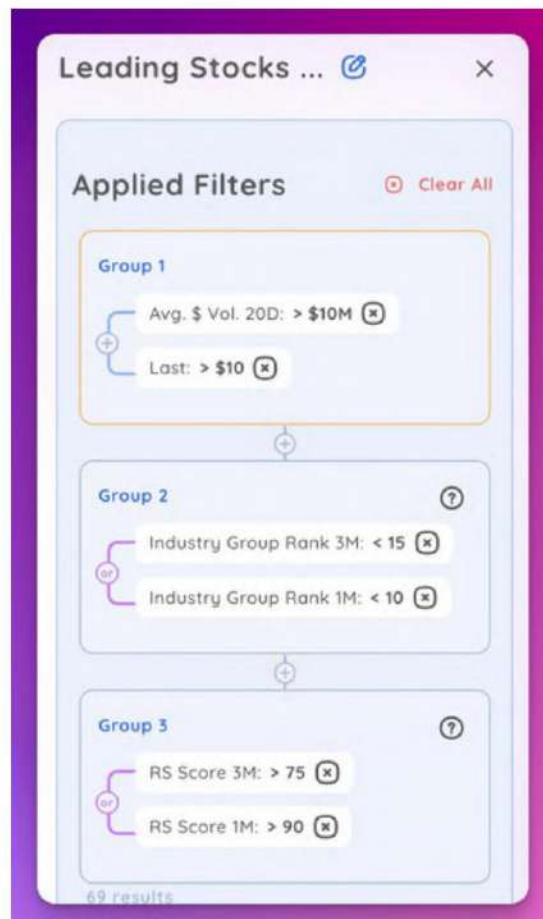 Leading Stocks ...
Applied Filters
Clear All
Group 1
Avg. $ Vol. 20D: > $10M
Last: > $10
Group 2
?
Industry Group Rank 3M: < 15
or
Industry Group Rank 1M: < 10
Group 3
?
RS Score 3M: > 75
or
RS Score 1M: > 90
69 results